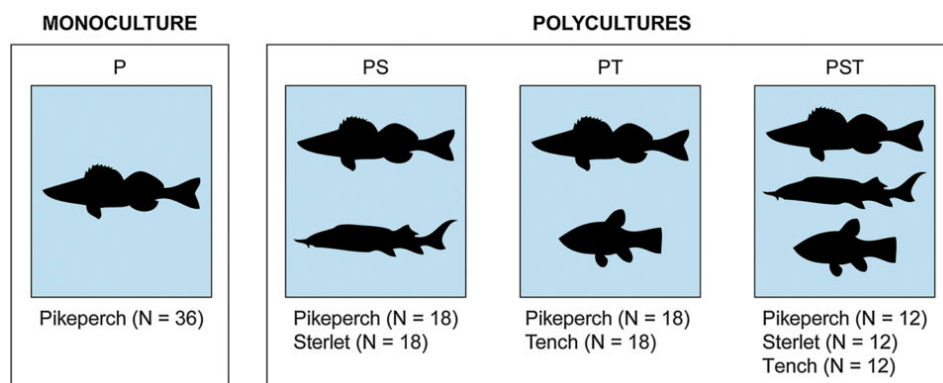 MONOCULTURE
P
Pikeperch (N = 36)
POLYCULTURES
PS
Pikeperch (N = 18)
Sterlet (N = 18)
PT
Pikeperch (N = 18)
Tench (N = 18)
PST
Pikeperch (N = 12)
Sterlet (N = 12)
Tench (N = 12)